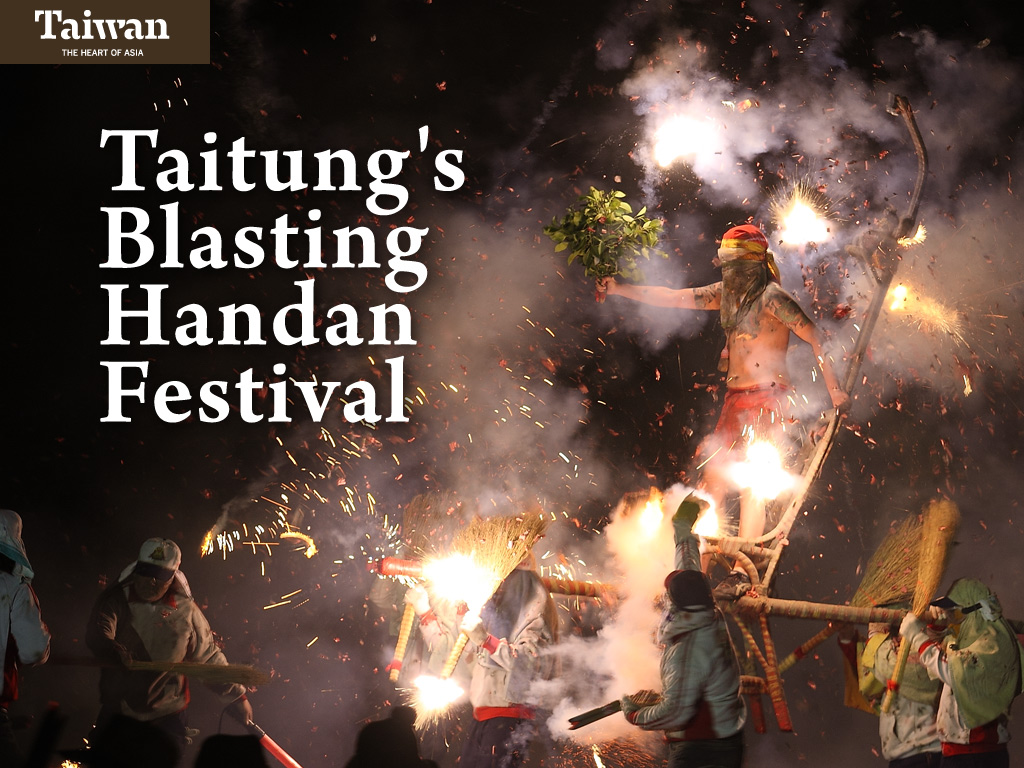 Taiwan
THE HEART OF ASIA
Taitung's
Blasting
Handan
Festival